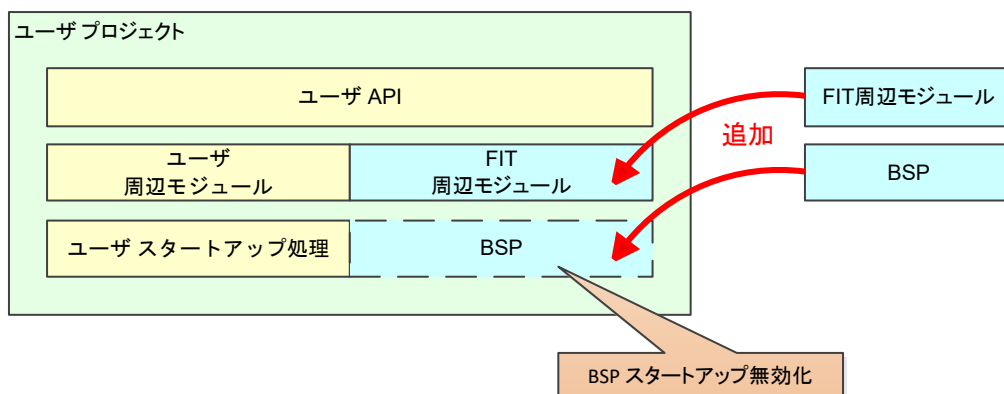 ユーザ プロジェクト
ユーザ API
FIT周辺モジュール
追加
ユーザ
周辺モジュール
FIT
周辺モジュール
BSP
ユーザ スタートアップ処理
BSP
BSP スタートアップ無効化